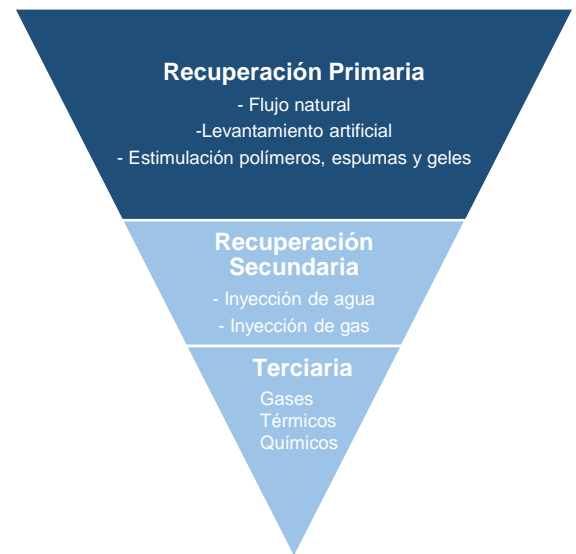 Recuperación Primaria
- Flujo natural
-Levantamiento artificial
- Estimulación polímeros, espumas y geles
Recuperación
Secundaria
- Inyección de agua
- Inyección de gas
Terciaria
Gases
Térmicos
Químicos